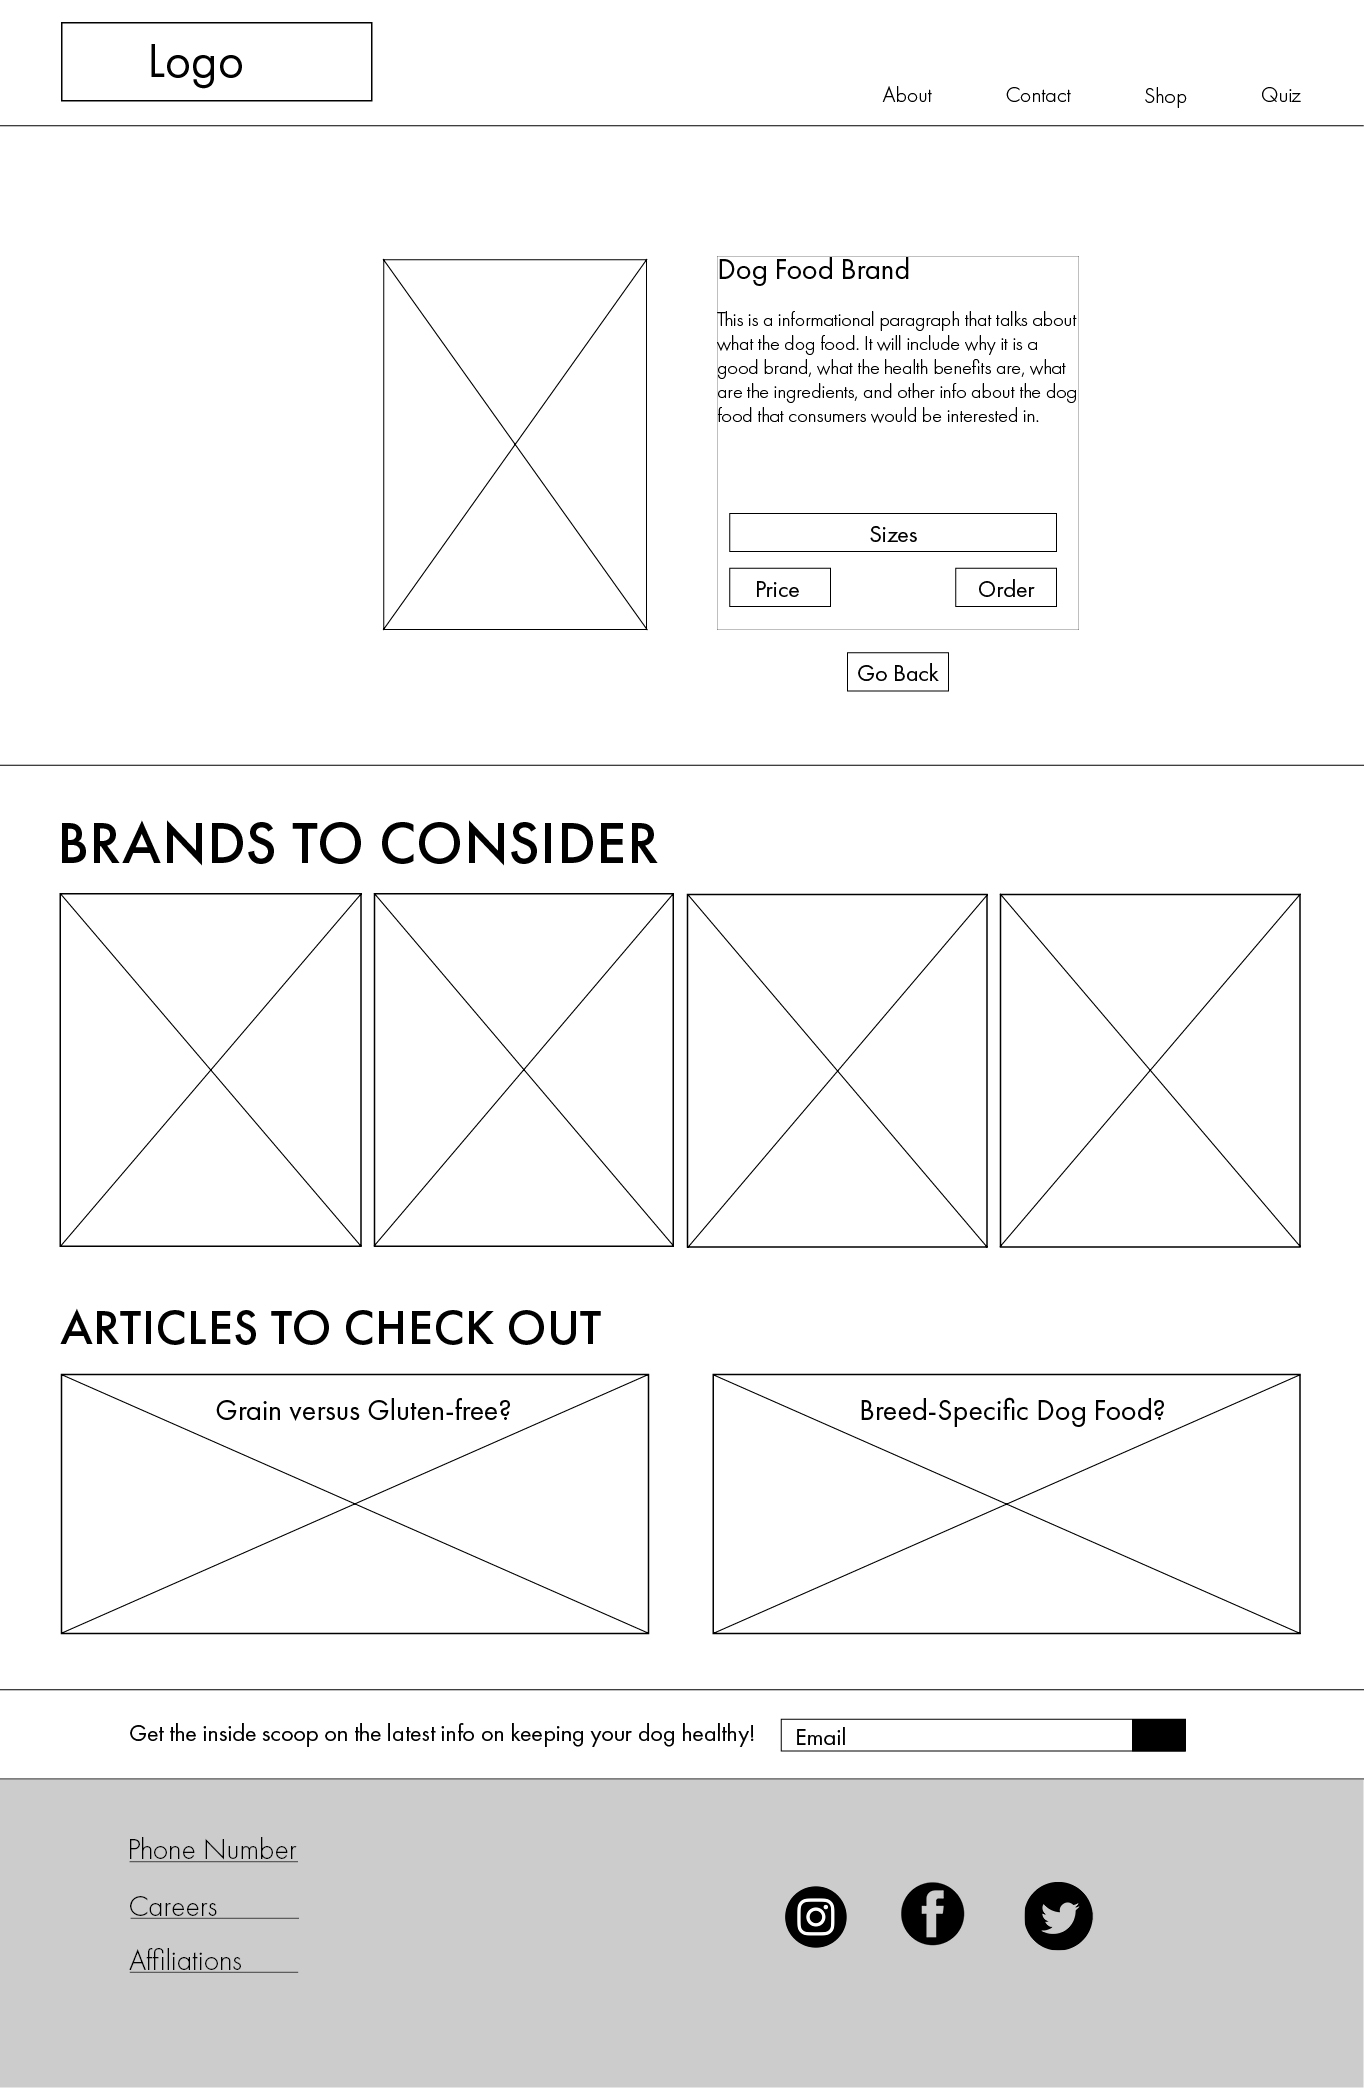 Logo
About Contact Shop Quiz
Dog Food Brand
This is a informational paragraph that talks about
what the dog food. It will include why it is a
good brand, what the health benefits are, what
are the ingredients, and other info about the dog
food that consumers would be interested in.
Sizes
Price Order
Go Back
BRANDS TO CONSIDER
ARTICLES TO CHECK OUT
Grain versus Gluten-free? Breed-Specific Dog Food?
Get the inside scoop on the latest info on keeping your dog healthy! Email
Phone Number
Careers
Affiliations